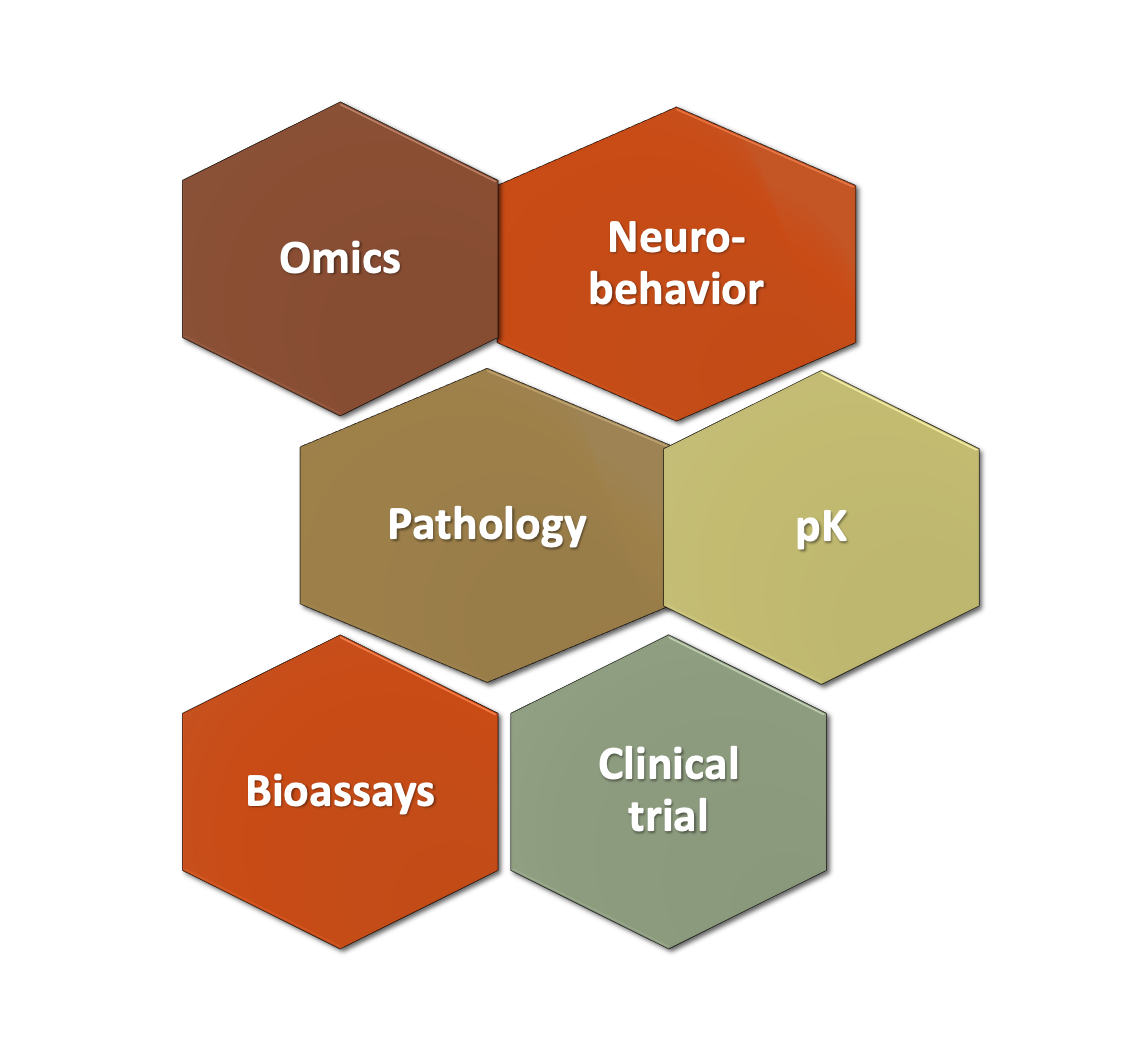 Omics
Neuro-
behavior
Pathology
pK
Bioassays
Clinical
trial